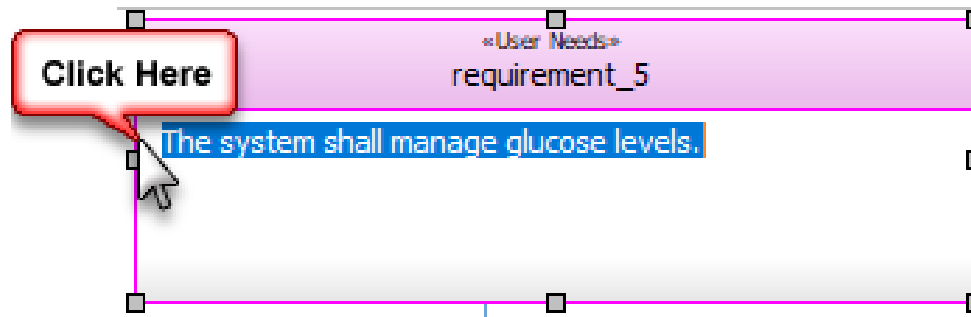 «User Needs»
Click Here
requirement_5
The system shall manage glucose levels.